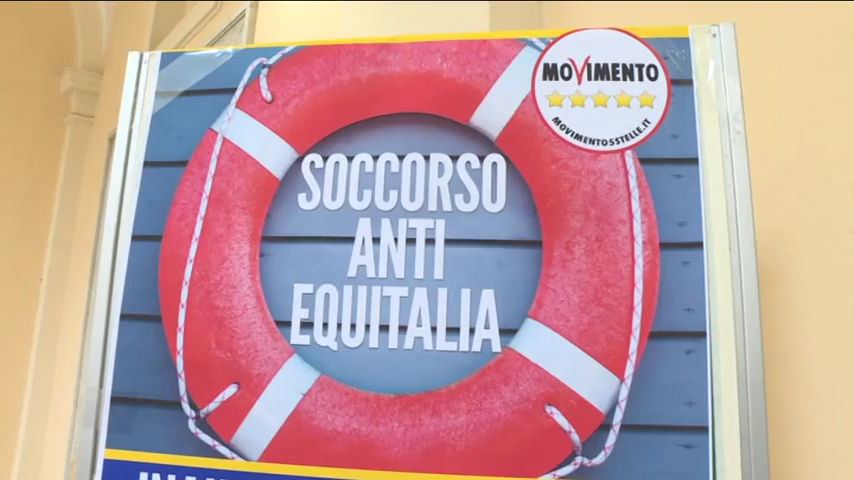 MOVIMENTO
MOVIMENTO5STELLE.IT
SOCCORSO
ANTI
EQUITALIA